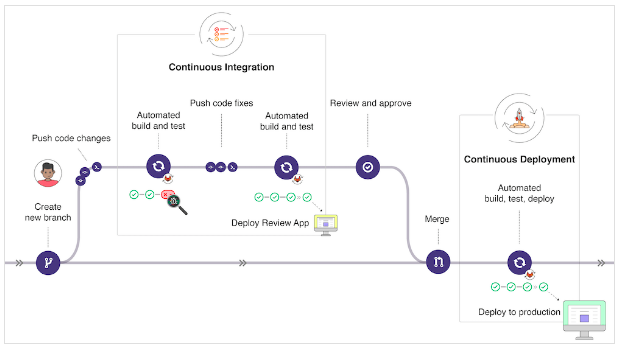 Continuous Integration
Push code changes
Automated
build and test
Push code fixes
Automated
build and test
Review and approve
Continuous Deployment
Automated
build, test, deploy
Create
new branch
Deploy Review App
Merge
Deploy to production